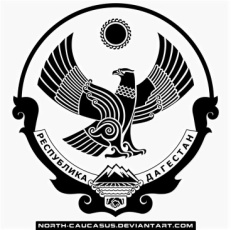 РЕСПУБЛИКА ДАГЕСТАН
NORTH-CAUCASUS.DEVIANTART.COM